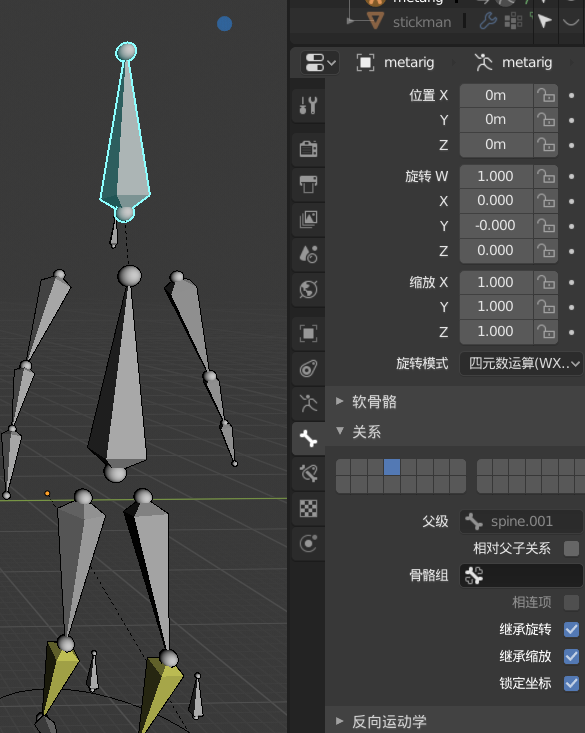 metarig
stickman
metarig metarig
位置 X 0m
Y 0m
Z 0m
旋转 W 1.000
X 0.000
Y -0.000
Z 0.000
缩放 X 1.000
Y 1.000
Z 1.000
旋转模式 四元数运算(WX..
软骨骼
关系
父级 spine.001
相对父子关系
骨骼组
相连项
继承旋转
继承缩放
锁定坐标
反向运动学